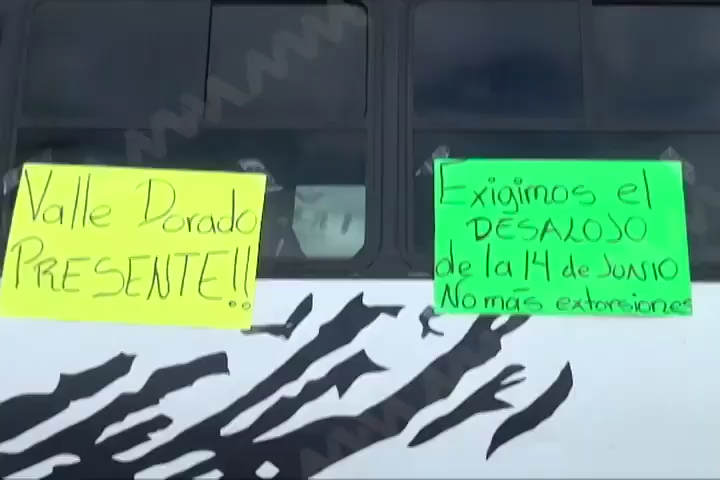 Valle Dorado
PRESENTE!!
Exigimos el
DESALOJO
de la 14 de JUNIO
No más extorsiones